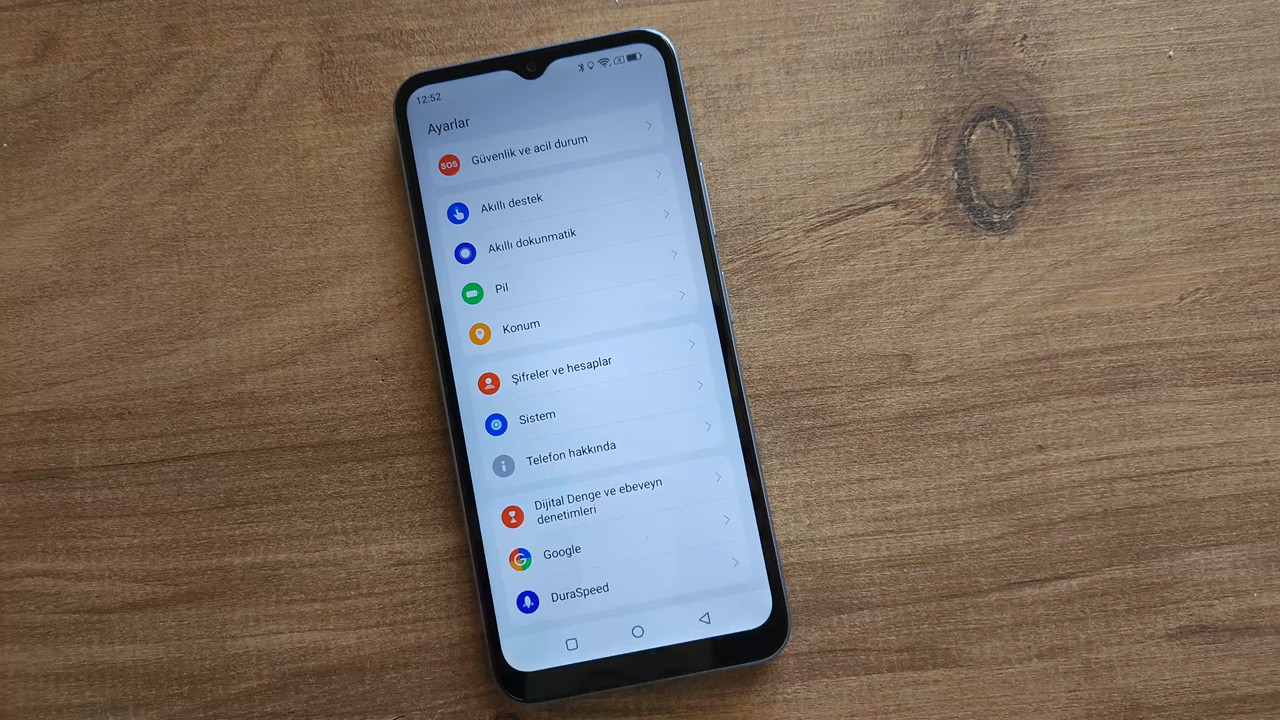 12:52
Ayarlar
SOS
Güvenlik ve acil durum
Akıllı destek
Akıllı dokunmatik
Pil
Konum
Şifreler ve hesaplar
Sistem
Telefon hakkında
Dijital Denge ve ebeveyn
denetimleri
Google
DuraSpeed